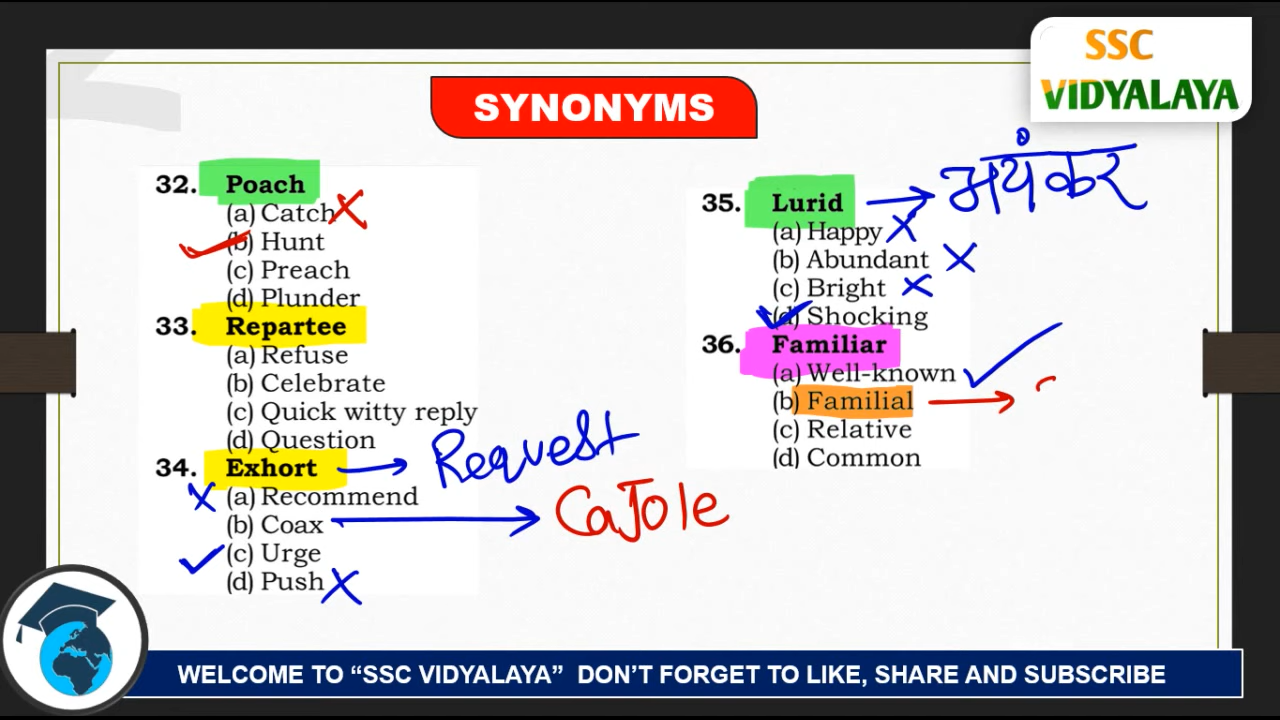 SSC
VIDYALAYA
SYNONYMS
32. Poach
(a) Catch
(b) Hunt
(c) Preach
(d) Plunder
33. Repartee
(a) Refuse
(b) Celebrate
(c) Quick witty reply
(d) Question
34. Exhort Request
(a) Recommend
(b) Coax CaJole
(c) Urge
(d) Push
35. Lurid भयंकर
(a) Happy
(b) Abundant
(c) Bright
(d) Shocking
36. Familiar
(a) Well-known
(b) Familial
(c) Relative
(d) Common
WELCOME TO “SSC VIDYALAYA” DON’T FORGET TO LIKE, SHARE AND SUBSCRIBE